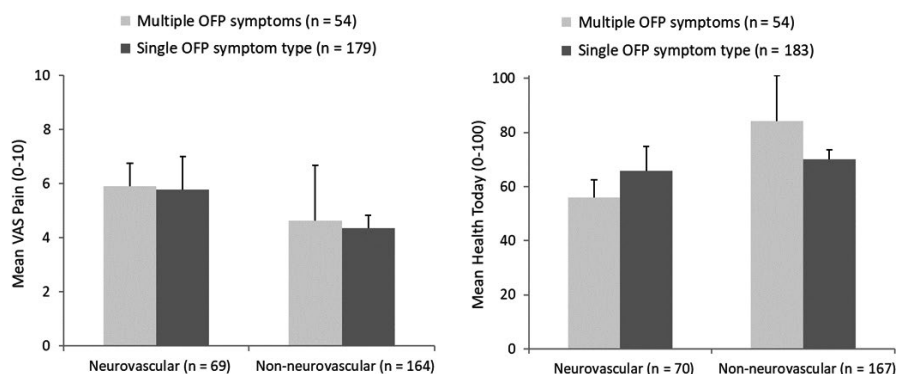 Multiple OFP symptoms (n = 54)
Single OFP symptom type (n = 179)
Mean VAS Pain (0-10)
10
8
6
4
2
0
Neurovascular (n = 69)
Non-neurovascular (n = 164)
Multiple OFP symptoms (n = 54)
Single OFP symptom type (n = 183)
Mean Health Today (0-100)
100
80
60
40
20
0
Neurovascular (n = 70)
Non-neurovascular (n = 167)